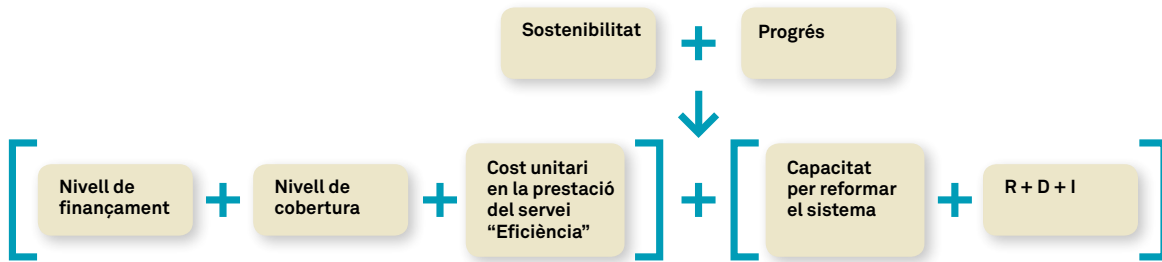 Sostenibilitat
Progrés
Nivell de
finançament
Nivell de
cobertura
Cost unitari
en la prestació
del servei
“Eficiència”
Capacitat
per reformar
el sistema
R + D + I